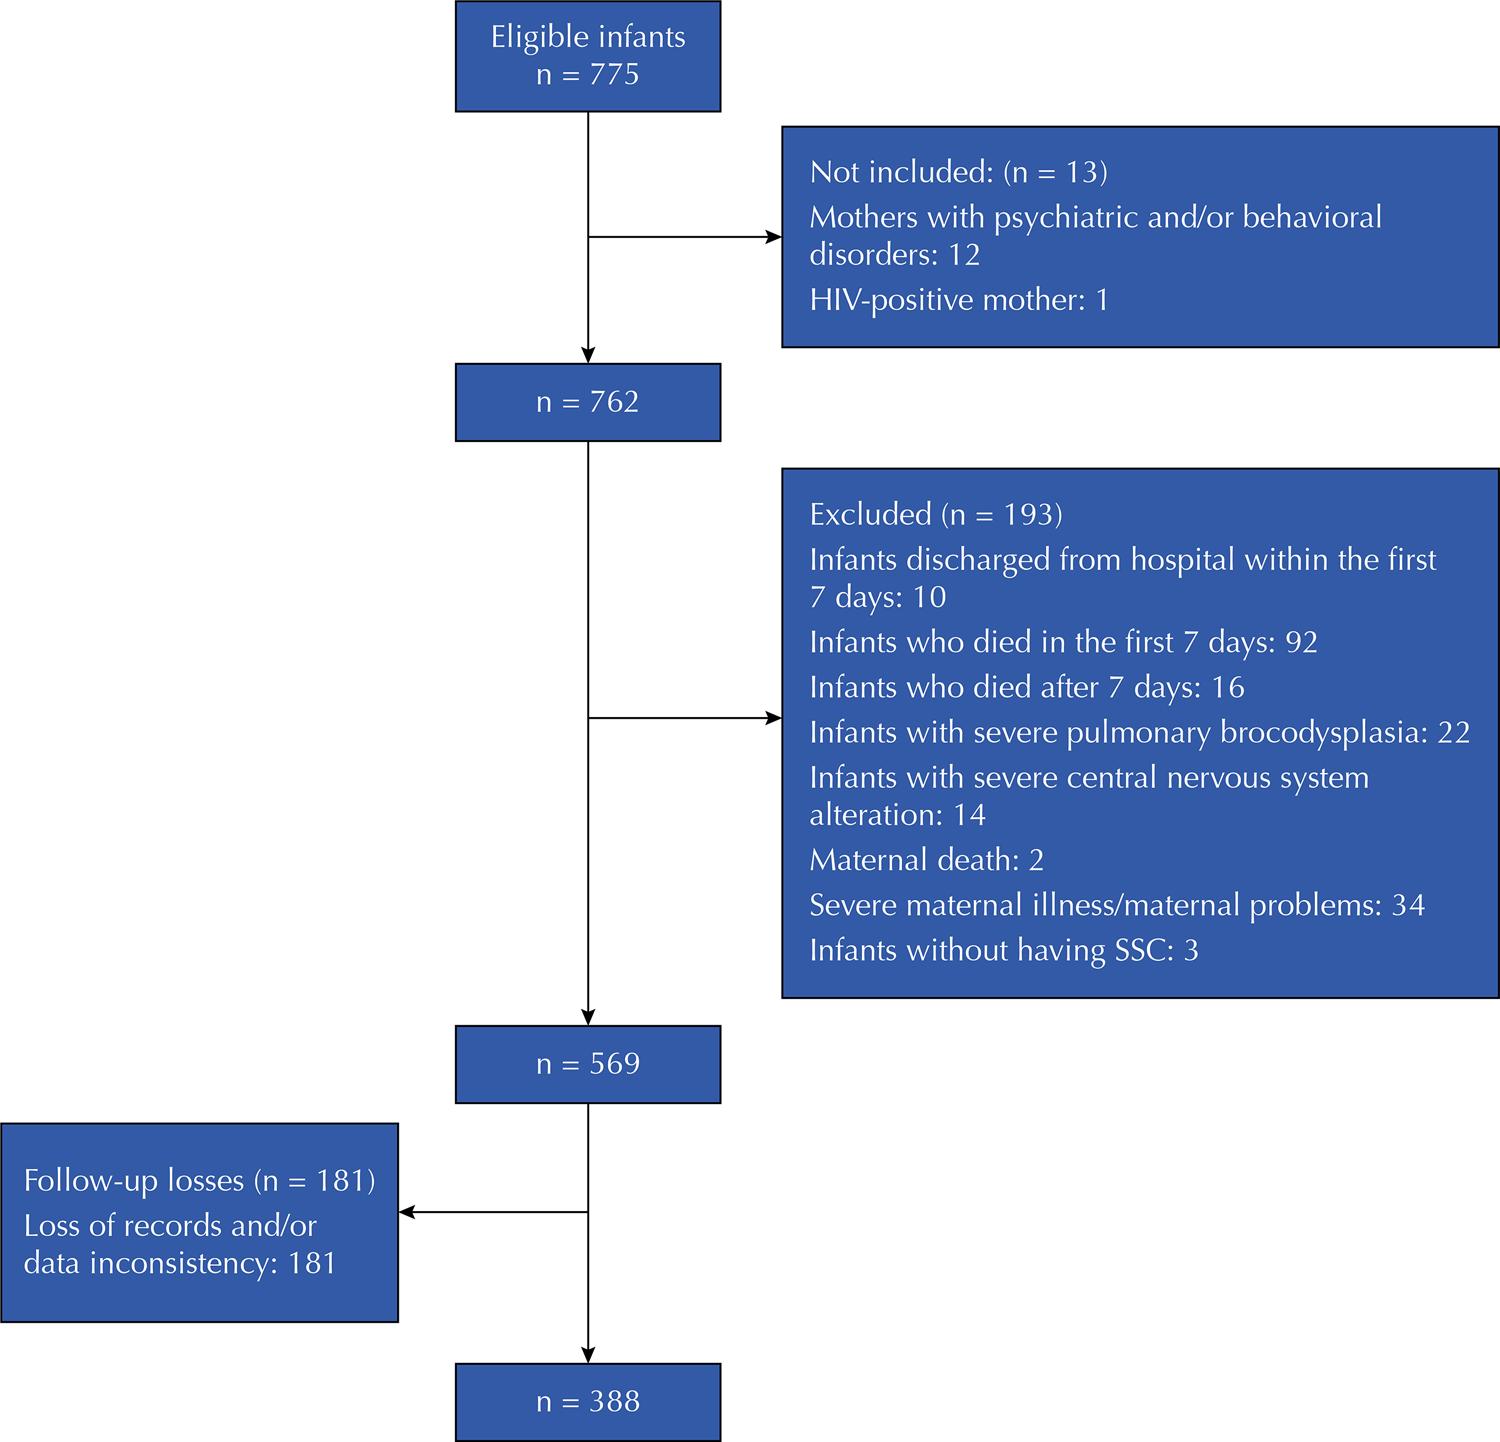 Eligible infants
n = 775
Not included: (n = 13)
Mothers with psychiatric and/or behavioral
disorders: 12
HIV-positive mother: 1
n = 762
Excluded (n = 193)
Infants discharged from hospital within the first
7 days: 10
Infants who died in the first 7 days: 92
Infants who died after 7 days: 16
Infants with severe pulmonary brocodysplasia: 22
Infants with severe central nervous system
alteration: 14
Maternal death: 2
Severe maternal illness/maternal problems: 34
Infants without having SSC: 3
n = 569
Follow-up losses (n = 181)
Loss of records and/or
data inconsistency: 181
n = 388